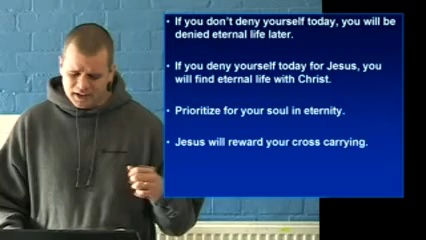 • If you don't deny yourself today, you will be
denied eternal life later.
• If you deny yourself today for Jesus, you
will find eternal life with Christ.
• Prioritize for your soul in eternity.
• Jesus will reward your cross carrying.